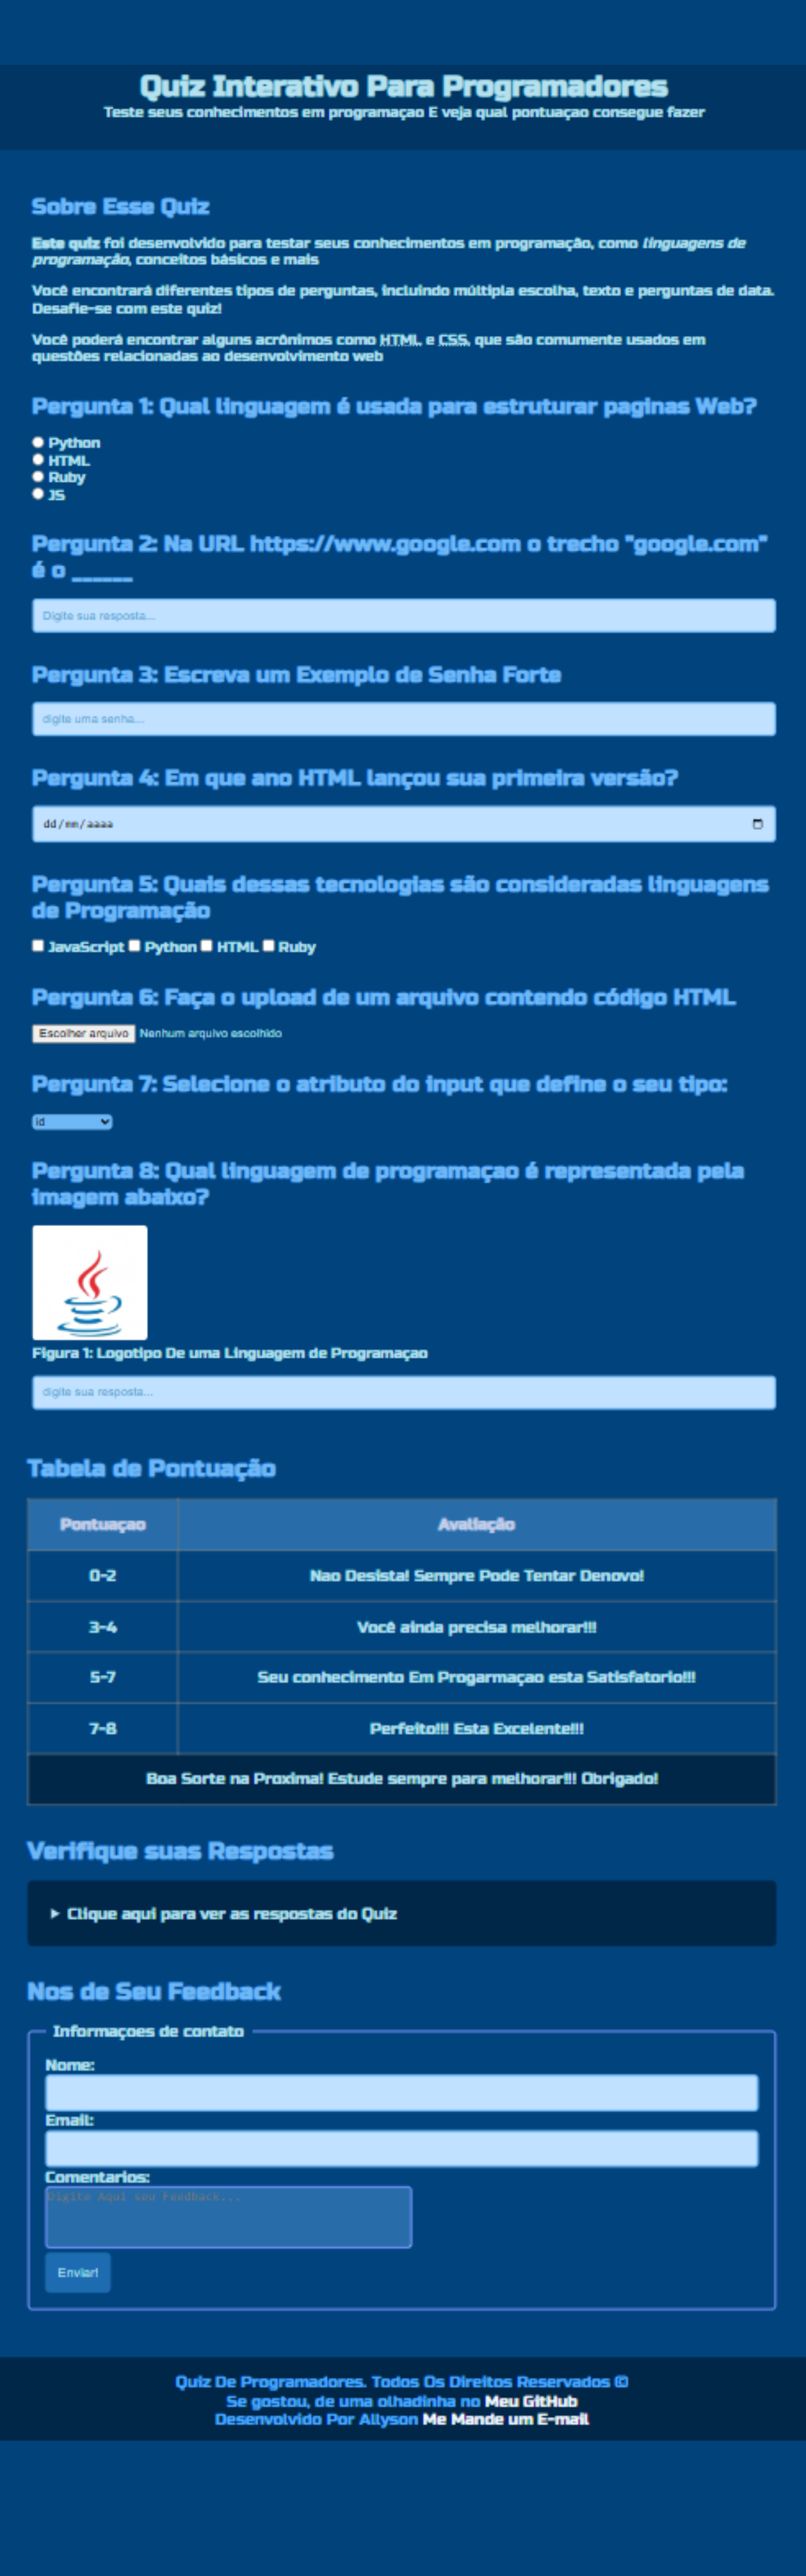 Quiz Interativo Para Programadores
Teste seus conhecimentos em programaçao E veja qual pontuaçao consegue fazer
Sobre Esse Quiz
Este quiz foi desenvolvido para testar seus conhecimentos em programação, como linguagens de
programação, conceitos básicos e mais
Você encontrará diferentes tipos de perguntas, incluindo múltipla escolha, texto e perguntas de data.
Desafie-se com este quiz!
Você poderá encontrar alguns acrônimos como HTML e CSS, que são comumente usados em
questões relacionadas ao desenvolvimento web
Pergunta 1: Qual linguagem é usada para estruturar paginas Web?
Python
HTML
Ruby
JS
Pergunta 2: Na URL https://www.google.com o trecho "google.com"
é o ______
Digite sua resposta...
Pergunta 3: Escreva um Exemplo de Senha Forte
digite uma senha...
Pergunta 4: Em que ano HTML lançou sua primeira versão?
dd/mm/aaaa
Pergunta 5: Quais dessas tecnologias são consideradas linguagens
de Programação
JavaScript Python HTML Ruby
Pergunta 6: Faça o upload de um arquivo contendo código HTML
Escolher arquivo Nenhum arquivo escolhido
Pergunta 7: Selecione o atributo do input que define o seu tipo:
id
Pergunta 8: Qual linguagem de programaçao é representada pela
imagem abaixo?
Figura 1: Logotipo De uma Linguagem de Programaçao
digite sua resposta...
Tabela de Pontuação
Pontuaçao Avaliação
0-2 Nao Desista! Sempre Pode Tentar Denovo!
3-4 Você ainda precisa melhorar!!!
5-7 Seu conhecimento Em Progarmaçao esta Satisfatorio!!!
7-8 Perfeito!!! Esta Excelente!!!
Boa Sorte na Proxima! Estude sempre para melhorar!!! Obrigado!
Verifique suas Respostas
Clique aqui para ver as respostas do Quiz
Nos de Seu Feedback
Informaçoes de contato
Nome:
Email:
Comentarios:
Digite Aqui seu Feedback...
Enviar!
Quiz De Programadores. Todos Os Direitos Reservados ©
Se gostou, de uma olhadinha no Meu GitHub
Desenvolvido Por Allyson Me Mande um E-mail